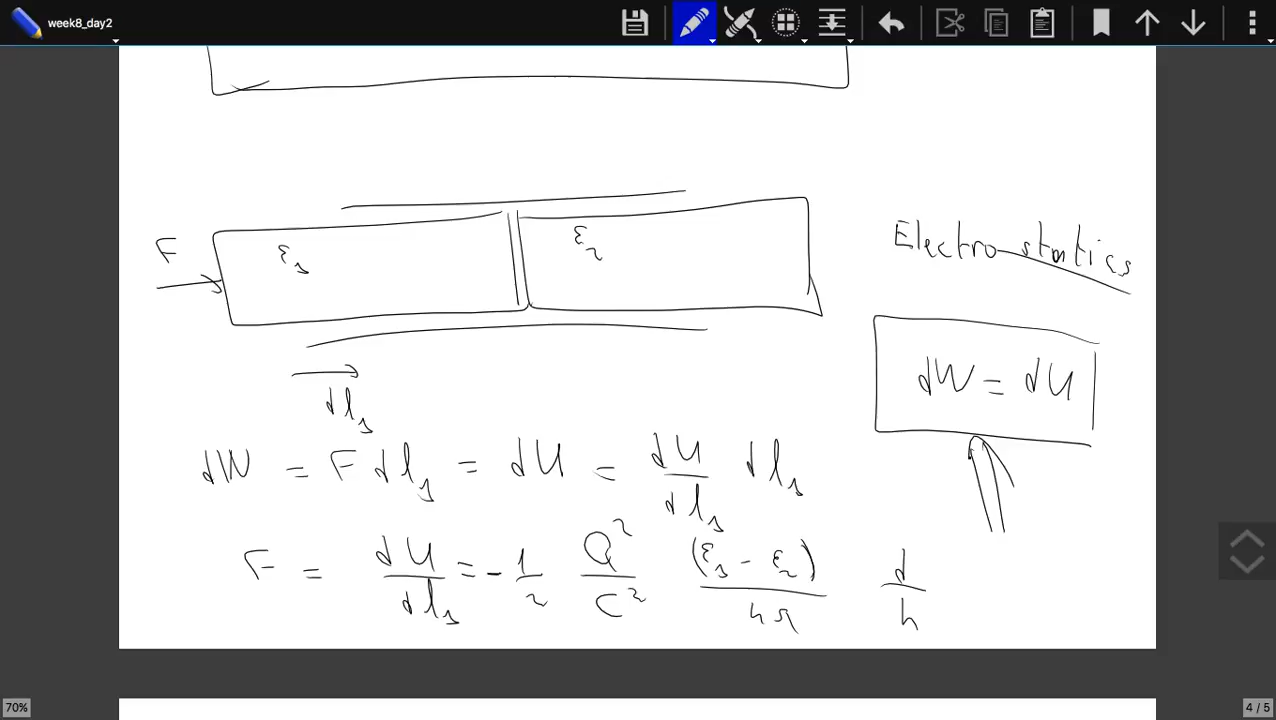 week8_day2
F
ε₁
ε₂
Electrostatics
dW = dU
dl₁
dW = F dl₁ = dU = dU/dl₁ dl₁
F = dU/dl₁ = -1/2 Q²/C² (ε₁ - ε₂)/4π d/h
70%
4 / 5